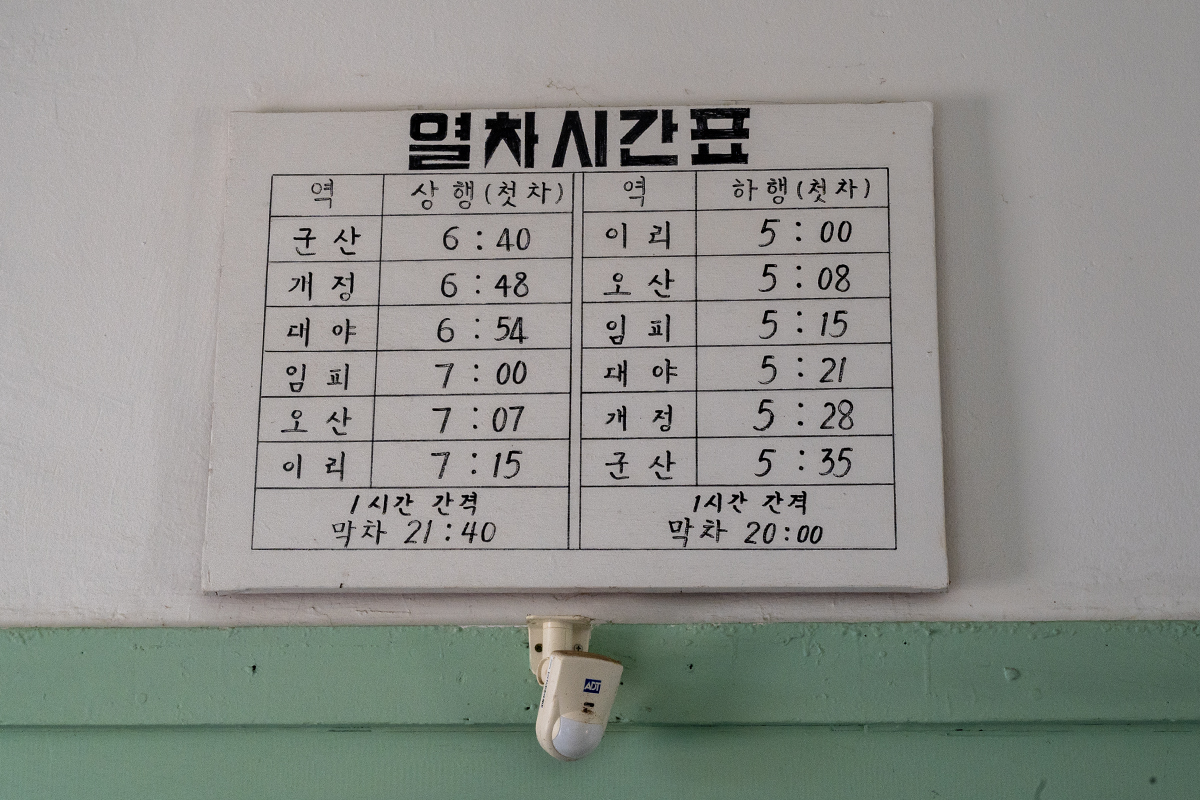 열차시간표
역 상행(첫차) 역 하행(첫차)
군산 6:40 이리 5:00
개정 6:48 오산 5:08
대야 6:54 임피 5:15
임피 7:00 대야 5:21
오산 7:07 개정 5:28
이리 7:15 군산 5:35
1시간 간격 1시간 간격
막차 21:40 막차 20:00
ADT